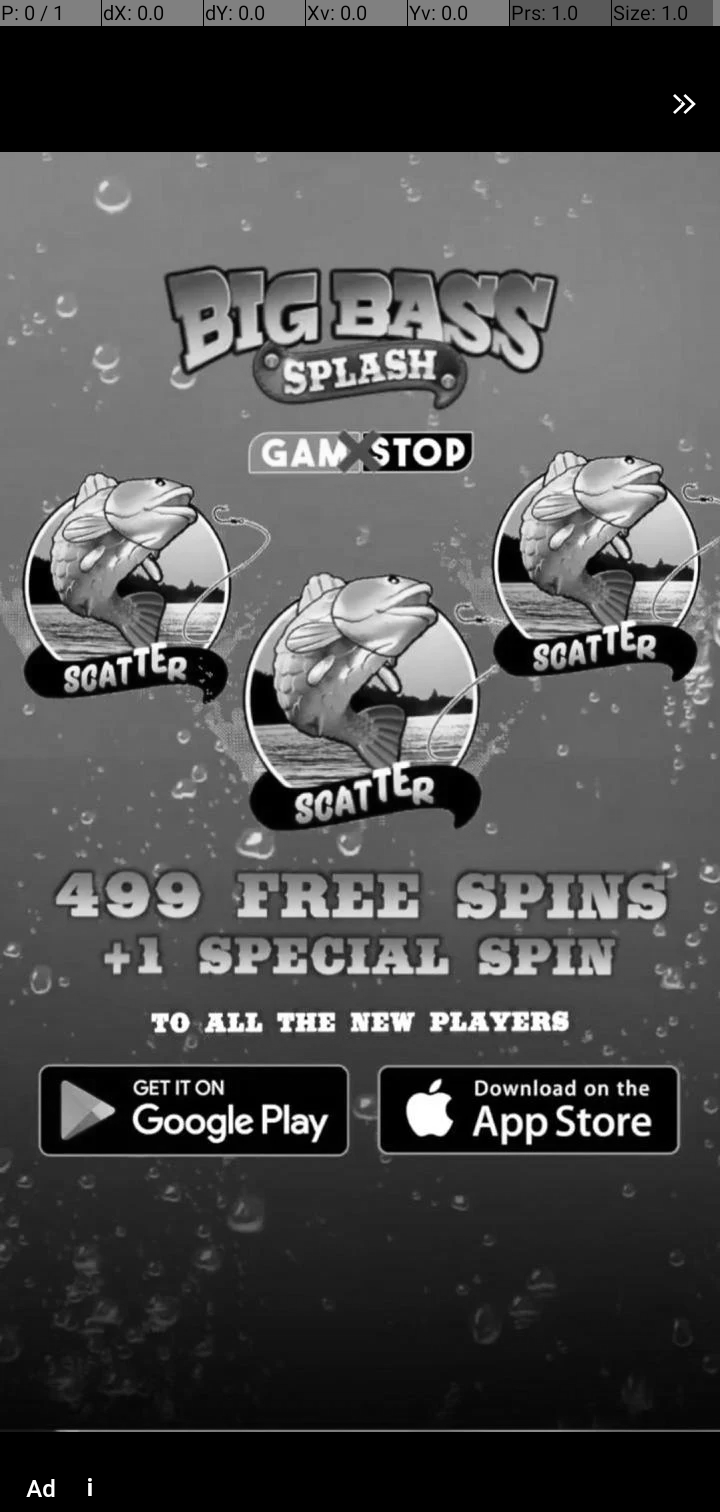 P: 0 / 1
dX: 0.0
dY: 0.0
Xv: 0.0
Yv: 0.0
Prs: 1.0
Size: 1.0
BIG BASS
SPLASH
GAM STOP
SCATTER
SCATTER
SCATTER
499 FREE SPINS
+1 SPECIAL SPIN
TO ALL THE NEW PLAYERS
GET IT ON
Google Play
Download on the
App Store
Ad i